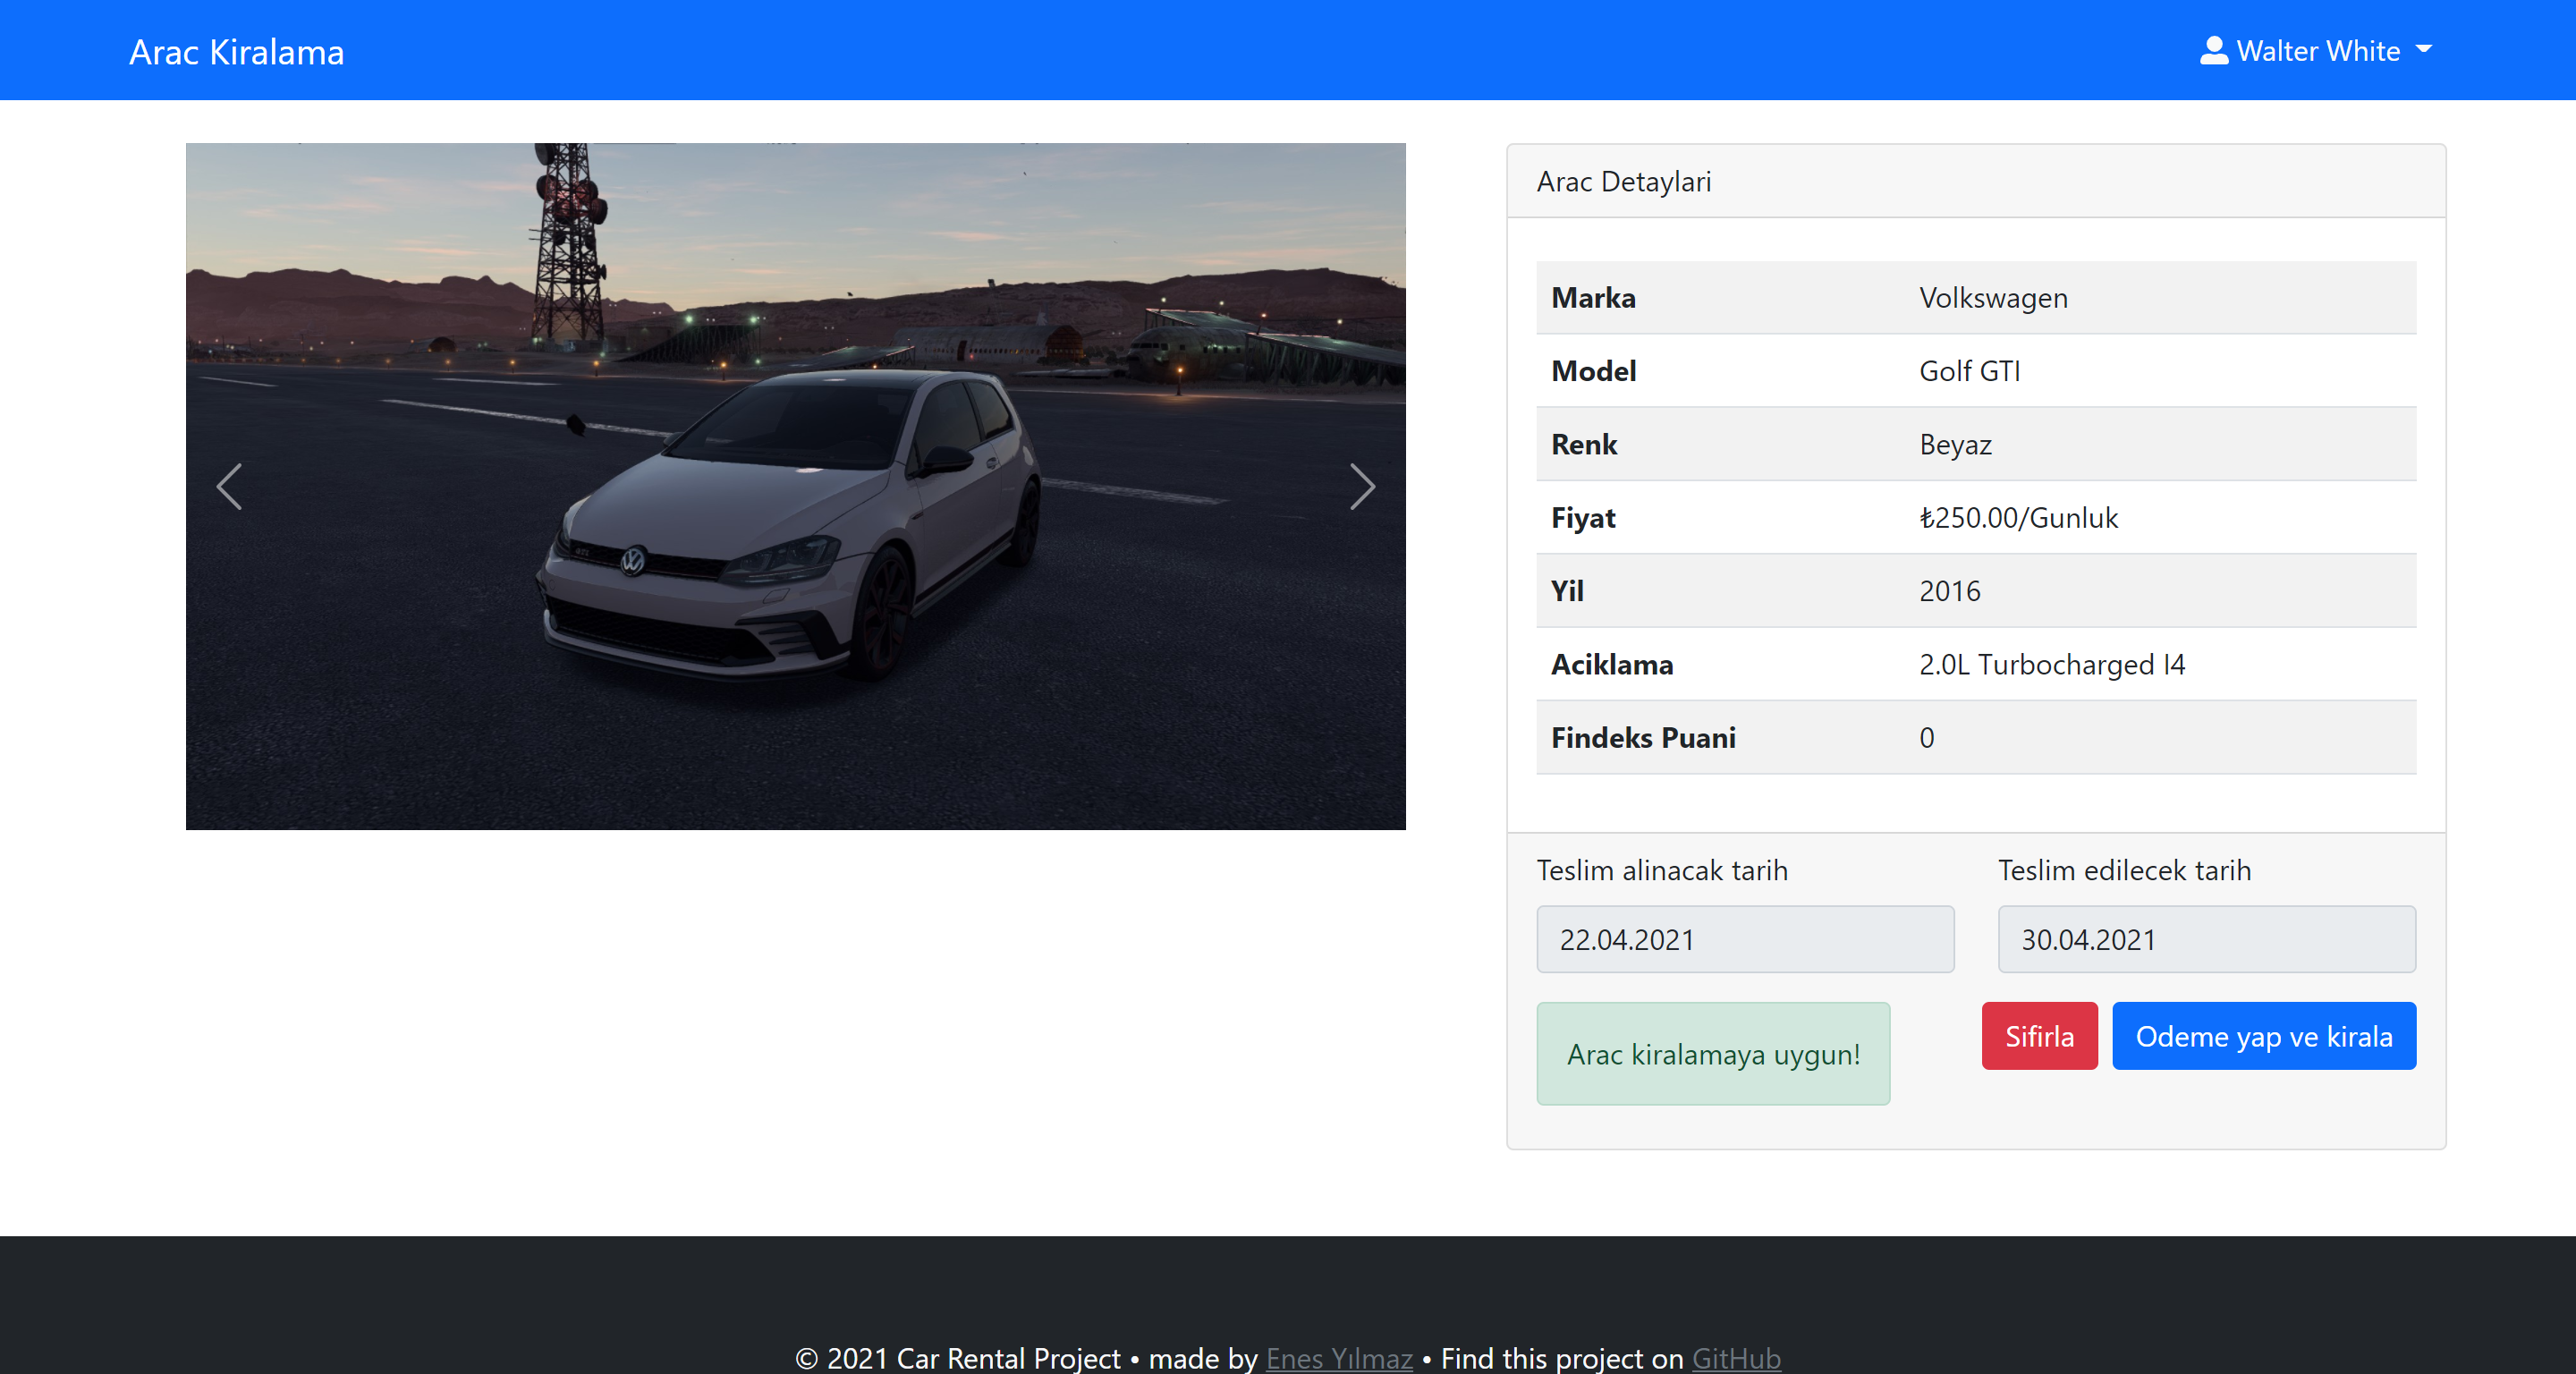 Arac Kiralama
Walter White
Arac Detaylari
Marka Volkswagen
Model Golf GTI
Renk Beyaz
Fiyat ₺250.00/Gunluk
Yil 2016
Aciklama 2.0L Turbocharged I4
Findeks Puani 0
Teslim alinacak tarih Teslim edilecek tarih
22.04.2021 30.04.2021
Arac kiralamaya uygun! Sifirla Odeme yap ve kirala
© 2021 Car Rental Project • made by Enes Yılmaz • Find this project on GitHub